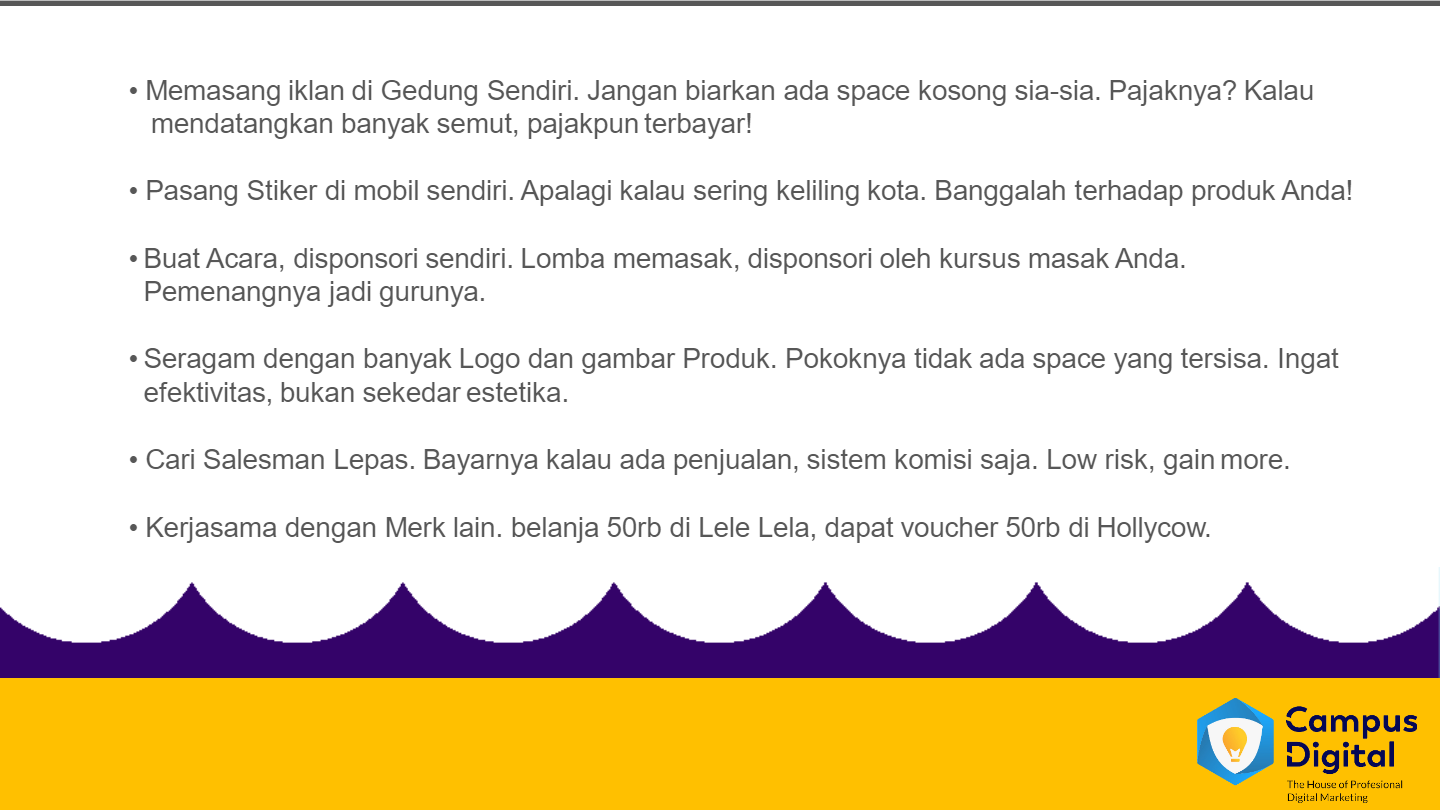 • Memasang iklan di Gedung Sendiri. Jangan biarkan ada space kosong sia-sia. Pajaknya? Kalau
mendatangkan banyak semut, pajakpun terbayar!
• Pasang Stiker di mobil sendiri. Apalagi kalau sering keliling kota. Banggalah terhadap produk Anda!
• Buat Acara, disponsori sendiri. Lomba memasak, disponsori oleh kursus masak Anda.
Pemenangnya jadi gurunya.
• Seragam dengan banyak Logo dan gambar Produk. Pokoknya tidak ada space yang tersisa. Ingat
efektivitas, bukan sekedar estetika.
• Cari Salesman Lepas. Bayarnya kalau ada penjualan, sistem komisi saja. Low risk, gain more.
• Kerjasama dengan Merk lain. belanja 50rb di Lele Lela, dapat voucher 50rb di Hollycow.
Campus
Digital
The House of Profesional
Digital Marketing